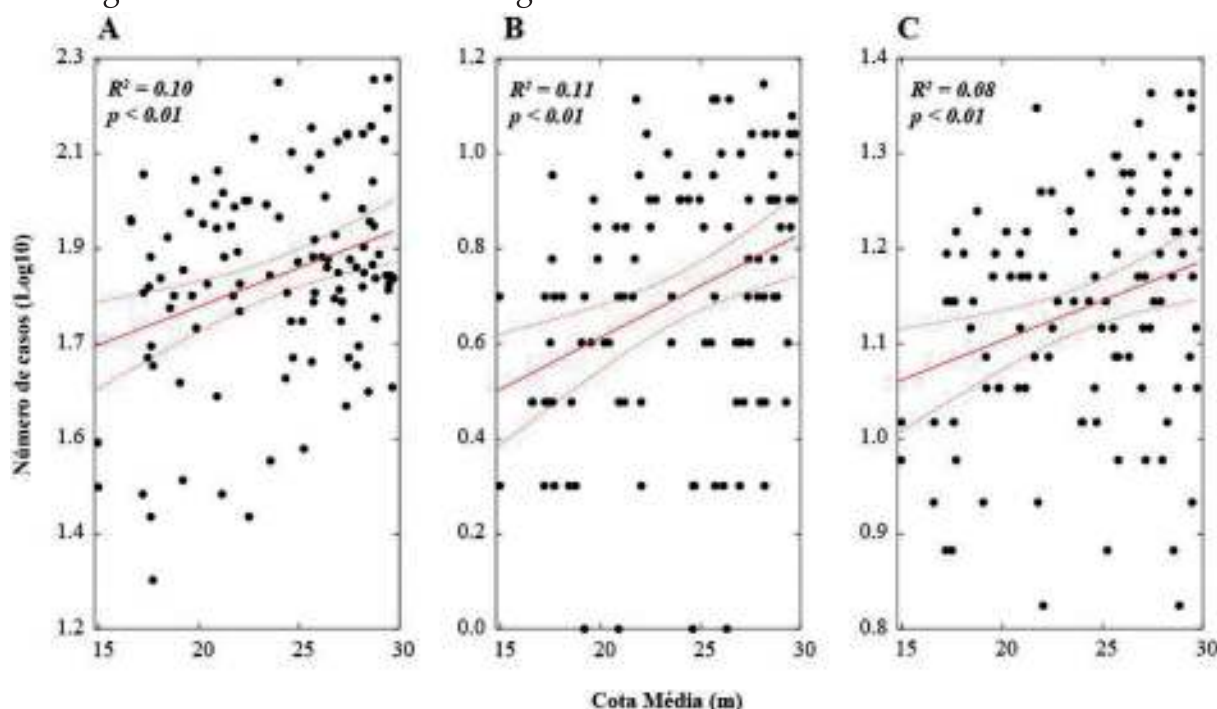 A
B
C
R² = 0.10
p < 0.01
R² = 0.11
p < 0.01
R² = 0.08
p < 0.01
Número de casos (Log10)
2.3
2.1
1.9
1.7
1.6
1.4
1.2
1.2
1.0
0.8
0.6
0.4
0.2
0.0
1.4
1.3
1.2
1.1
1.0
0.9
0.8
15 20 25 30
15 20 25 30
15 20 25 30
Cota Média (m)